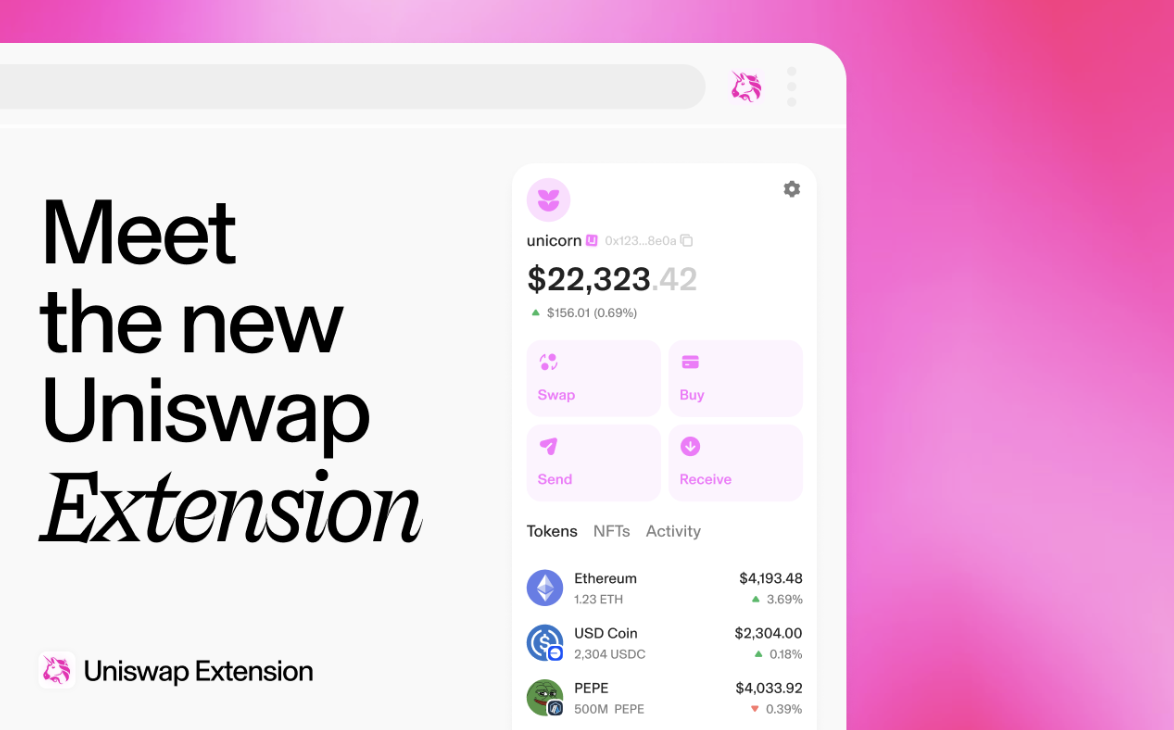 Meet
the new
Uniswap
Extension
Uniswap Extension
unicorn 0x123...8e0a
$22,323.42
$156.01 (0.69%)
Swap
Buy
Send
Receive
Tokens NFTs Activity
Ethereum $4,193.48
1.23 ETH 3.69%
USD Coin $2,304.00
2,304 USDC 0.18%
PEPE $4,033.92
500M PEPE 0.39%